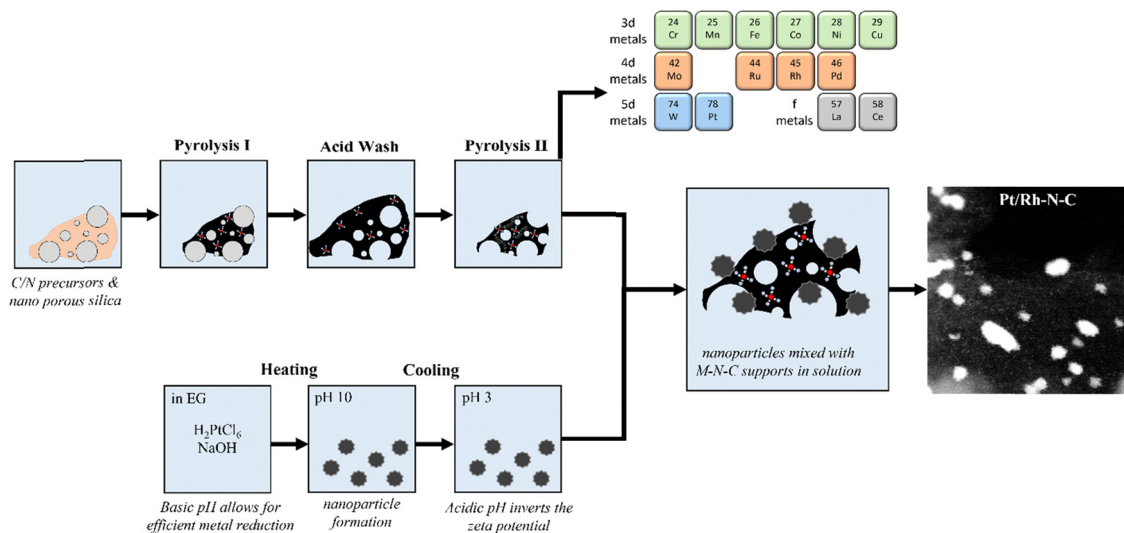 3d
metals
24
Cr
25
Mn
26
Fe
27
Co
28
Ni
29
Cu
4d
metals
42
Mo
44
Ru
45
Rh
46
Pd
5d
metals
74
W
78
Pt
f
metals
57
La
58
Ce
Pyrolysis I
Acid Wash
Pyrolysis II
C/N precursors &
nano porous silica
Pt/Rh-N-C
nanoparticles mixed with
M-N-C supports in solution
Heating
Cooling
in EG
H₂PtCl₆
NaOH
pH 10
pH 3
Basic pH allows for
efficient metal reduction
nanoparticle
formation
Acidic pH inverts the
zeta potential